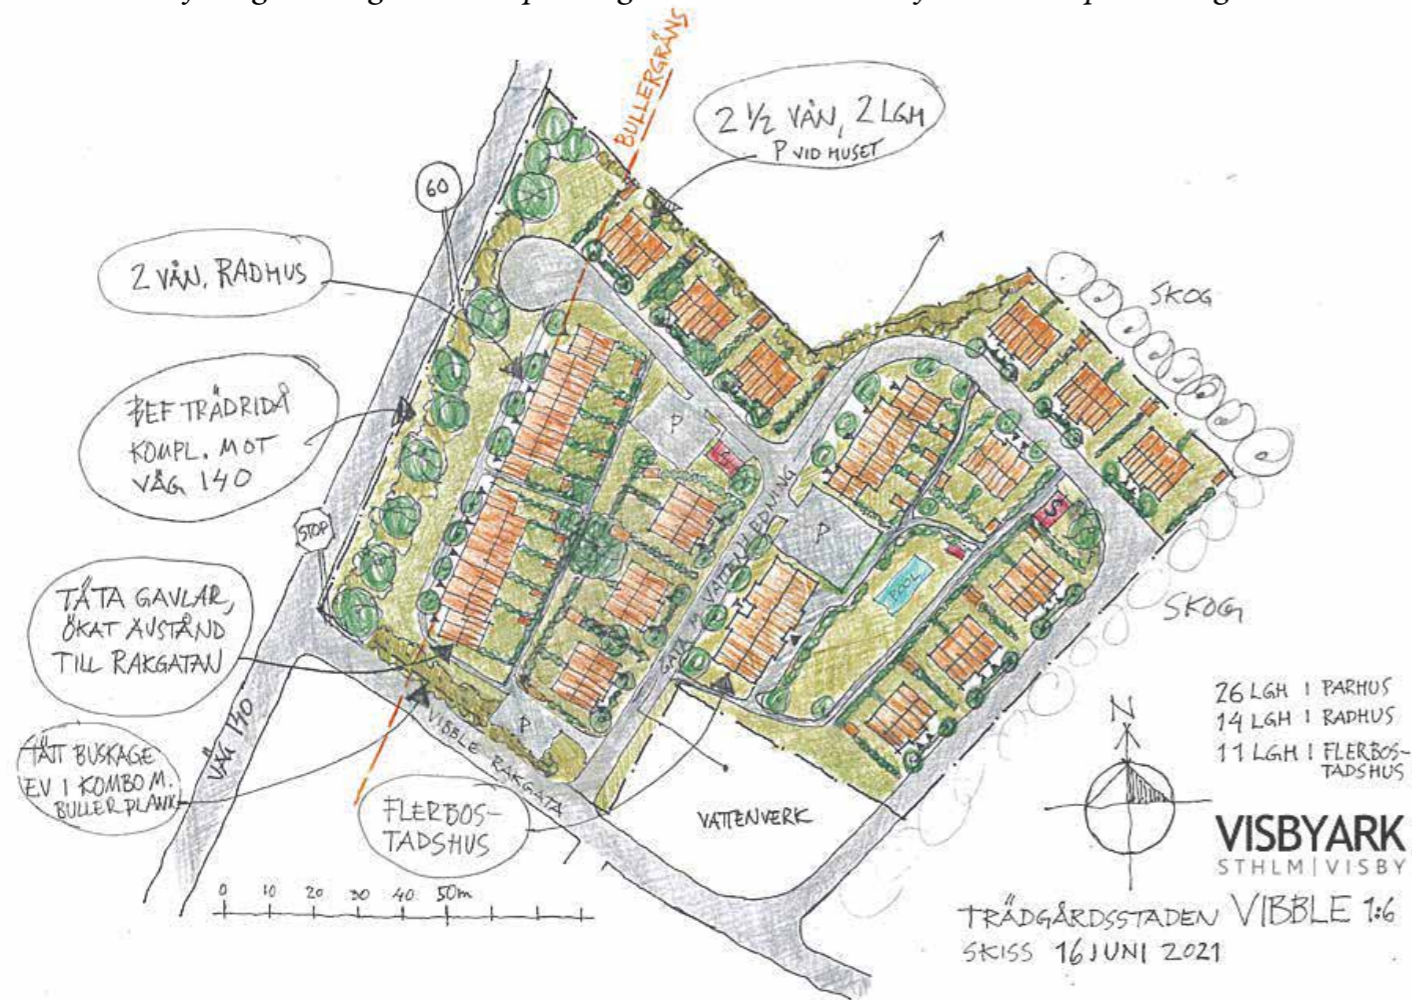 BULLERGRÄNS
2 ½ VÅN, 2 LGH
P VID HUSET
60
2 VÅN. RADHUS
SKOG
BEF TRÄDRIDÅ
KOMPL. MOT
VÄG 140
P
S
STOP
P
S
POOL
TÄTA GAVLAR,
ÖKAT AVSTÅND
TILL RAKGATAN
SKOG
VATTENLEDNING
26 LGH I PARHUS
14 LGH I RADHUS
11 LGH I FLERBOS-
TADSHUS
N
P
VÄG 140
VIBBLE RAKGATA
TÄTT BUSKAGE
EV I KOMBO M.
BULLERPLANK
FLERBOS-
TADSHUS
VATTENVERK
VISBYARK
STHLM | VISBY
0 10 20 30 40 50m
TRÄDGÅRDSSTADEN VIBBLE 1:6
SKISS 16 JUNI 2021